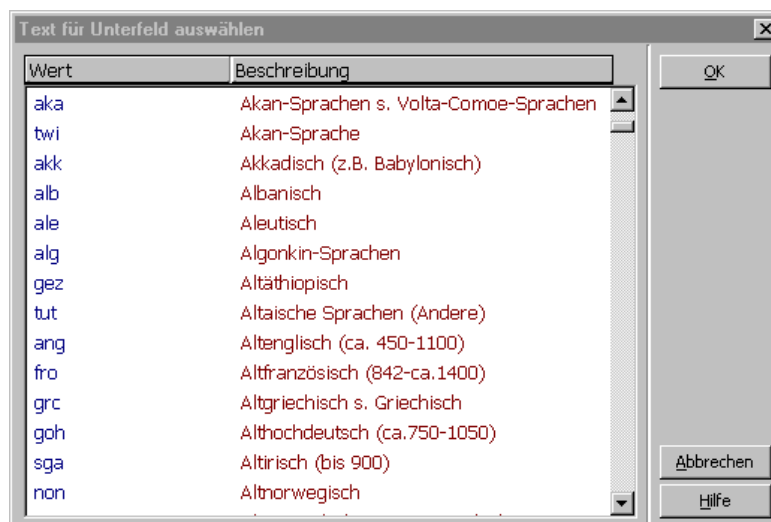 Text für Unterfeld auswählen
Wert Beschreibung
aka Akan-Sprachen s. Volta-Comoe-Sprachen
twi Akan-Sprache
akk Akkadisch (z.B. Babylonisch)
alb Albanisch
ale Aleutisch
alg Algonkin-Sprachen
gez Altäthiopisch
tut Altaische Sprachen (Andere)
ang Altenglisch (ca. 450-1100)
fro Altfranzösisch (842-ca.1400)
grc Altgriechisch s. Griechisch
goh Althochdeutsch (ca.750-1050)
sga Altirisch (bis 900)
non Altnorwegisch
OK
Abbrechen
Hilfe